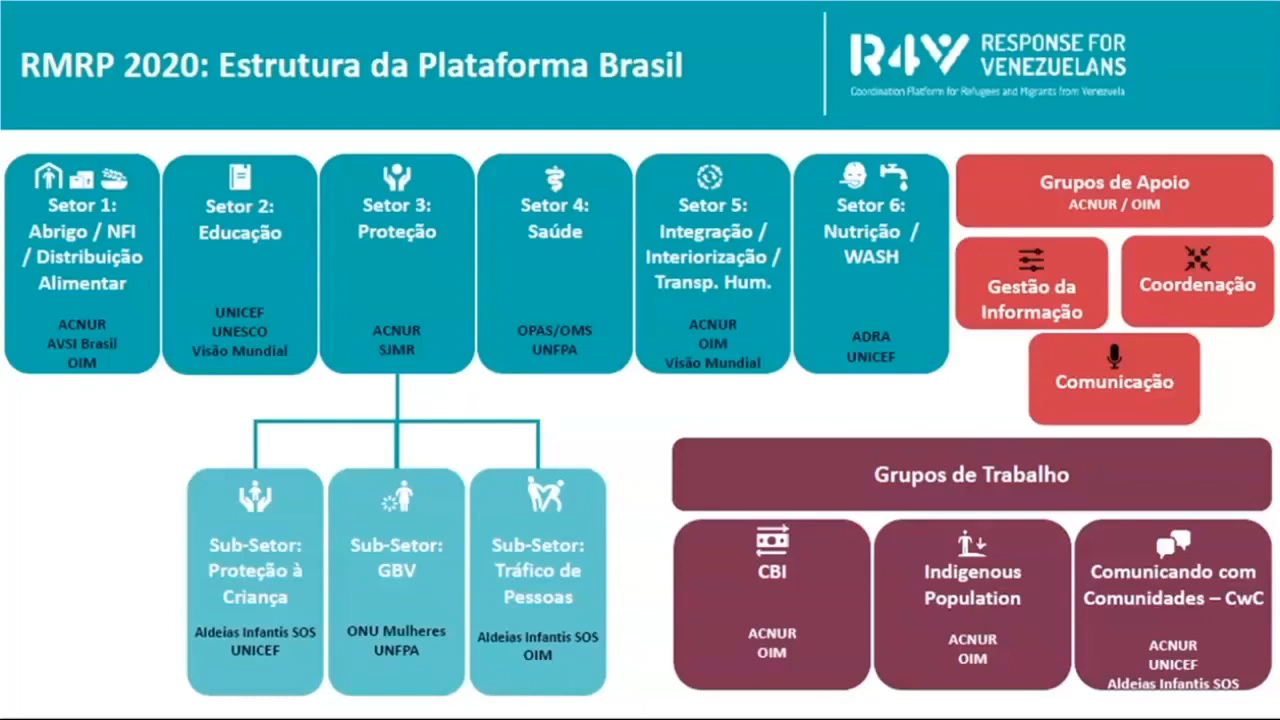 RMRP 2020: Estrutura da Plataforma Brasil
R4V
RESPONSE FOR
VENEZUELANS
Coordination Platform for Refugees and Migrants from Venezuela
Setor 1:
Abrigo / NFI
/ Distribuição
Alimentar
ACNUR
AVSI Brasil
OIM
Setor 2:
Educação
UNICEF
UNESCO
Visão Mundial
Setor 3:
Proteção
ACNUR
SJMR
Setor 4:
Saúde
OPAS/OMS
UNFPA
Setor 5:
Integração /
Interiorização /
Transp. Hum.
ACNUR
OIM
Visão Mundial
Setor 6:
Nutrição /
WASH
ADRA
UNICEF
Grupos de Apoio
ACNUR / OIM
Gestão da
Informação
Coordenação
Comunicação
Sub-Setor:
Proteção à
Criança
Aldeias Infantis SOS
UNICEF
Sub-Setor:
GBV
ONU Mulheres
UNFPA
Sub-Setor:
Tráfico de
Pessoas
Aldeias Infantis SOS
OIM
Grupos de Trabalho
CBI
ACNUR
OIM
Indigenous
Population
ACNUR
OIM
Comunicando com
Comunidades – CwC
ACNUR
UNICEF
Aldeias Infantis SOS